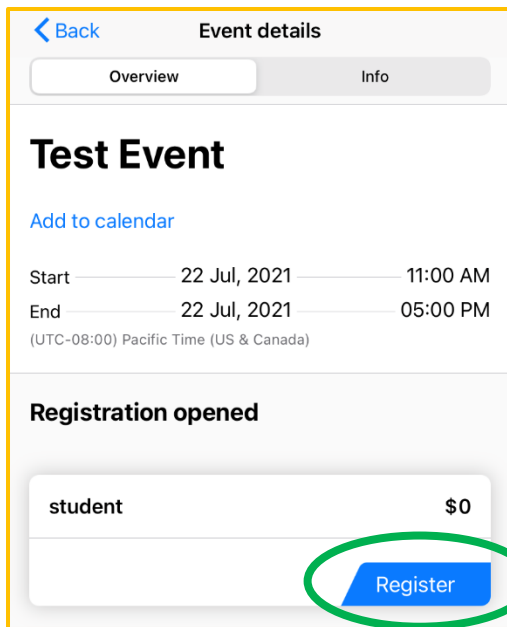 Back Event details
Overview Info
Test Event
Add to calendar
Start 22 Jul, 2021 11:00 AM
End 22 Jul, 2021 05:00 PM
(UTC-08:00) Pacific Time (US & Canada)
Registration opened
student $0
Register